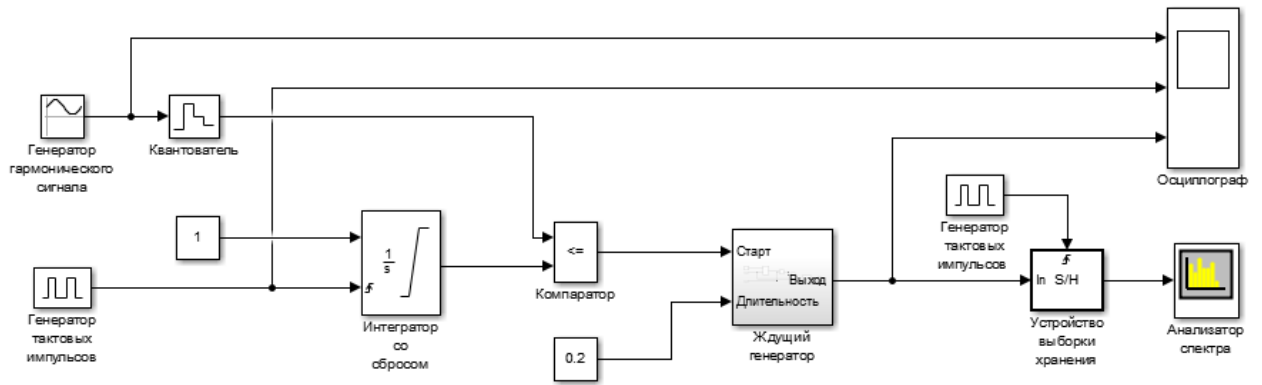 Генератор
гармонического
сигнала
Квантователь
Осциллограф
1
Генератор
тактовых
импульсов
1
s
Интегратор
со
сбросом
<=
Компаратор
0.2
Старт
Выход
Длительность
Ждущий
генератор
Генератор
тактовых
импульсов
In S/H
Устройство
выборки
хранения
Анализатор
спектра